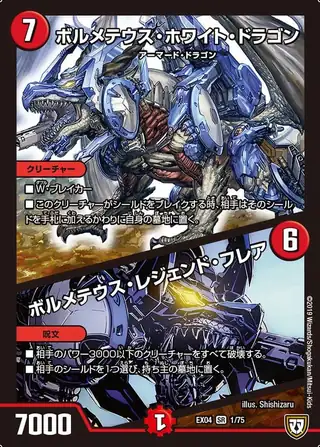 7
ボルメテウス・ホワイト・ドラゴン
アーマード・ドラゴン
クリーチャー
■W・ブレイカー
■このクリーチャーがシールドをブレイクする時、相手はそのシール
ドを手札に加えるかわりに自身の墓地に置く。
6
ボルメテウス・レジェンド・フレア
呪文
■相手のパワー3000以下のクリーチャーをすべて破壊する。
■相手のシールドを1つ選び、持ち主の墓地に置く。
©2019 Wizards/Shogakukan/Mitsui-Kids
illus. Shishizaru
7000
1
EX04 SR 1/75